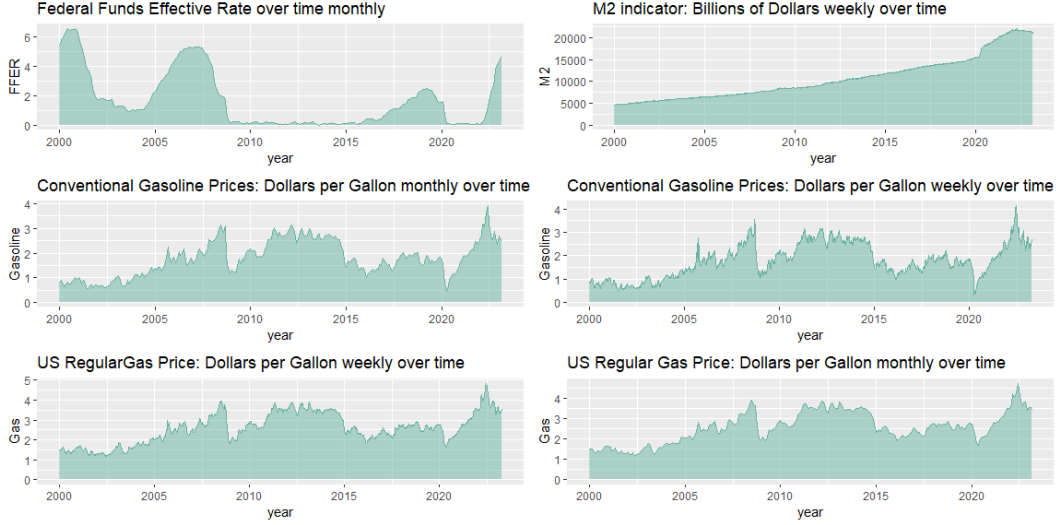 Federal Funds Effective Rate over time monthly
FFER
6
4
2
0
2000 2005 2010 2015 2020
year
M2 indicator: Billions of Dollars weekly over time
M2
20000
15000
10000
5000
0
2000 2005 2010 2015 2020
year
Conventional Gasoline Prices: Dollars per Gallon monthly over time
Gasoline
4
3
2
1
0
2000 2005 2010 2015 2020
year
Conventional Gasoline Prices: Dollars per Gallon weekly over time
Gasoline
4
3
2
1
0
2000 2005 2010 2015 2020
year
US RegularGas Price: Dollars per Gallon weekly over time
Gas
5
4
3
2
1
0
2000 2005 2010 2015 2020
year
US Regular Gas Price: Dollars per Gallon monthly over time
Gas
4
3
2
1
0
2000 2005 2010 2015 2020
year